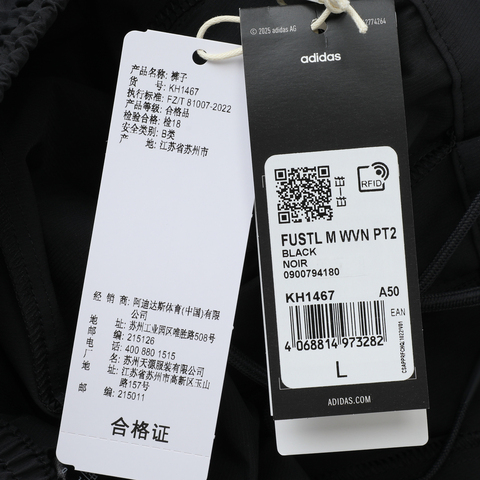 产品名称: 裤子
货 号: KH1467
执行标准: FZ/T 81007-2022
产品等级: 合格品
检验合格: 检18
安全类别: B类
产 地: 江苏省苏州市
经 销 商: 阿迪达斯体育(中国)有限
公司
地 址: 苏州工业园区唯胜路508号
邮 编: 215126
电 话: 400 880 1515
厂 名: 苏州天源服装有限公司
地 址: 江苏省苏州市高新区玉山
路157号
邮 编: 215011
合格证
© 2025 adidas AG
2774264
adidas
RFID
FUSTL M WVN PT2
BLACK
NOIR
0900794180
KH1467 A50
EAN
4 068814 973282
L
ADIDAS.COM